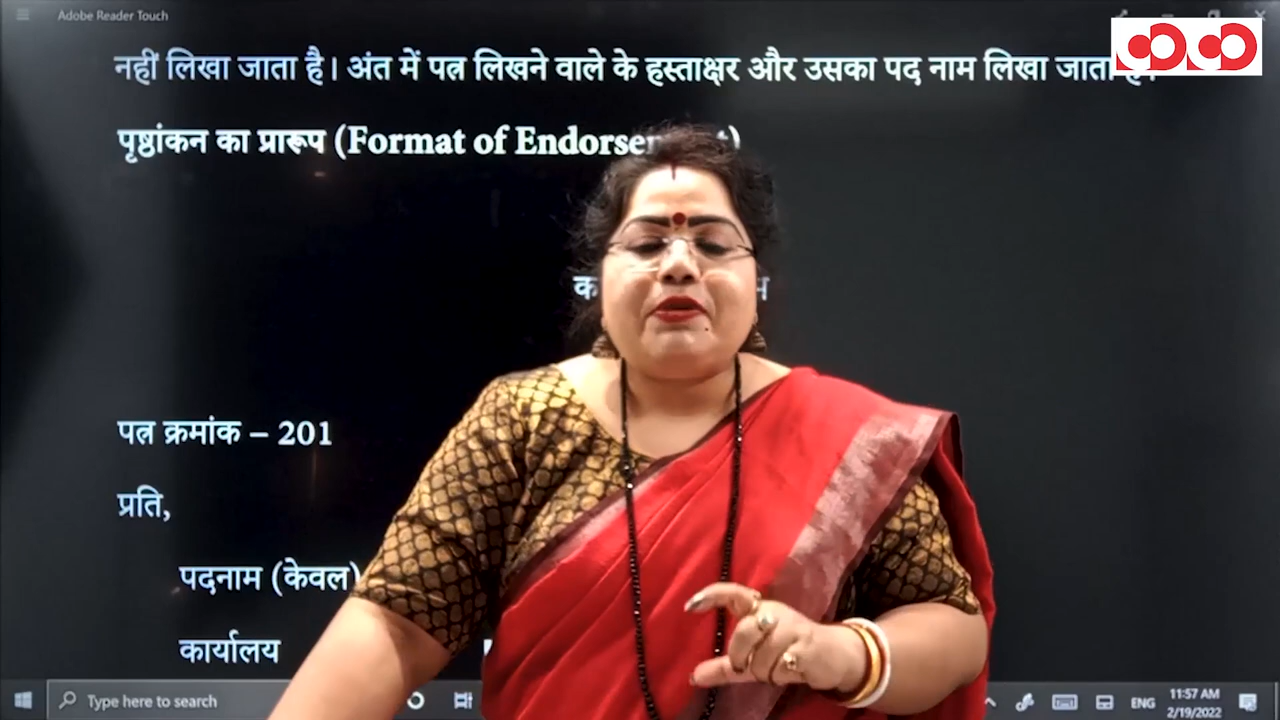 Adobe Reader Touch
नहीं लिखा जाता है। अंत में पत्र लिखने वाले के हस्ताक्षर और उसका पद नाम लिखा जाता
पृष्ठांकन का प्रारूप (Format of Endorse
पत्र क्रमांक – 201
प्रति,
पदनाम (केवल)
कार्यालय
Type here to search
ENG
11:57 AM
2/19/2022